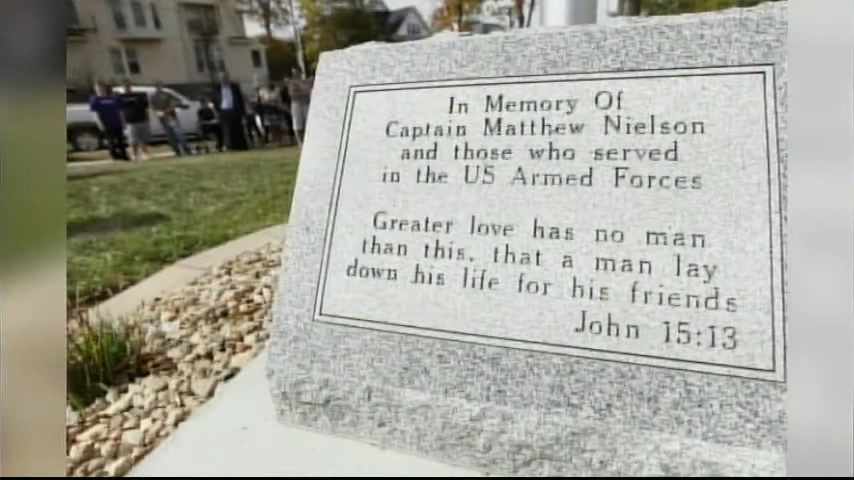 In Memory Of
Captain Matthew Nielson
and those who served
in the US Armed Forces
Greater love has no man
than this, that a man lay
down his life for his friends
John 15:13